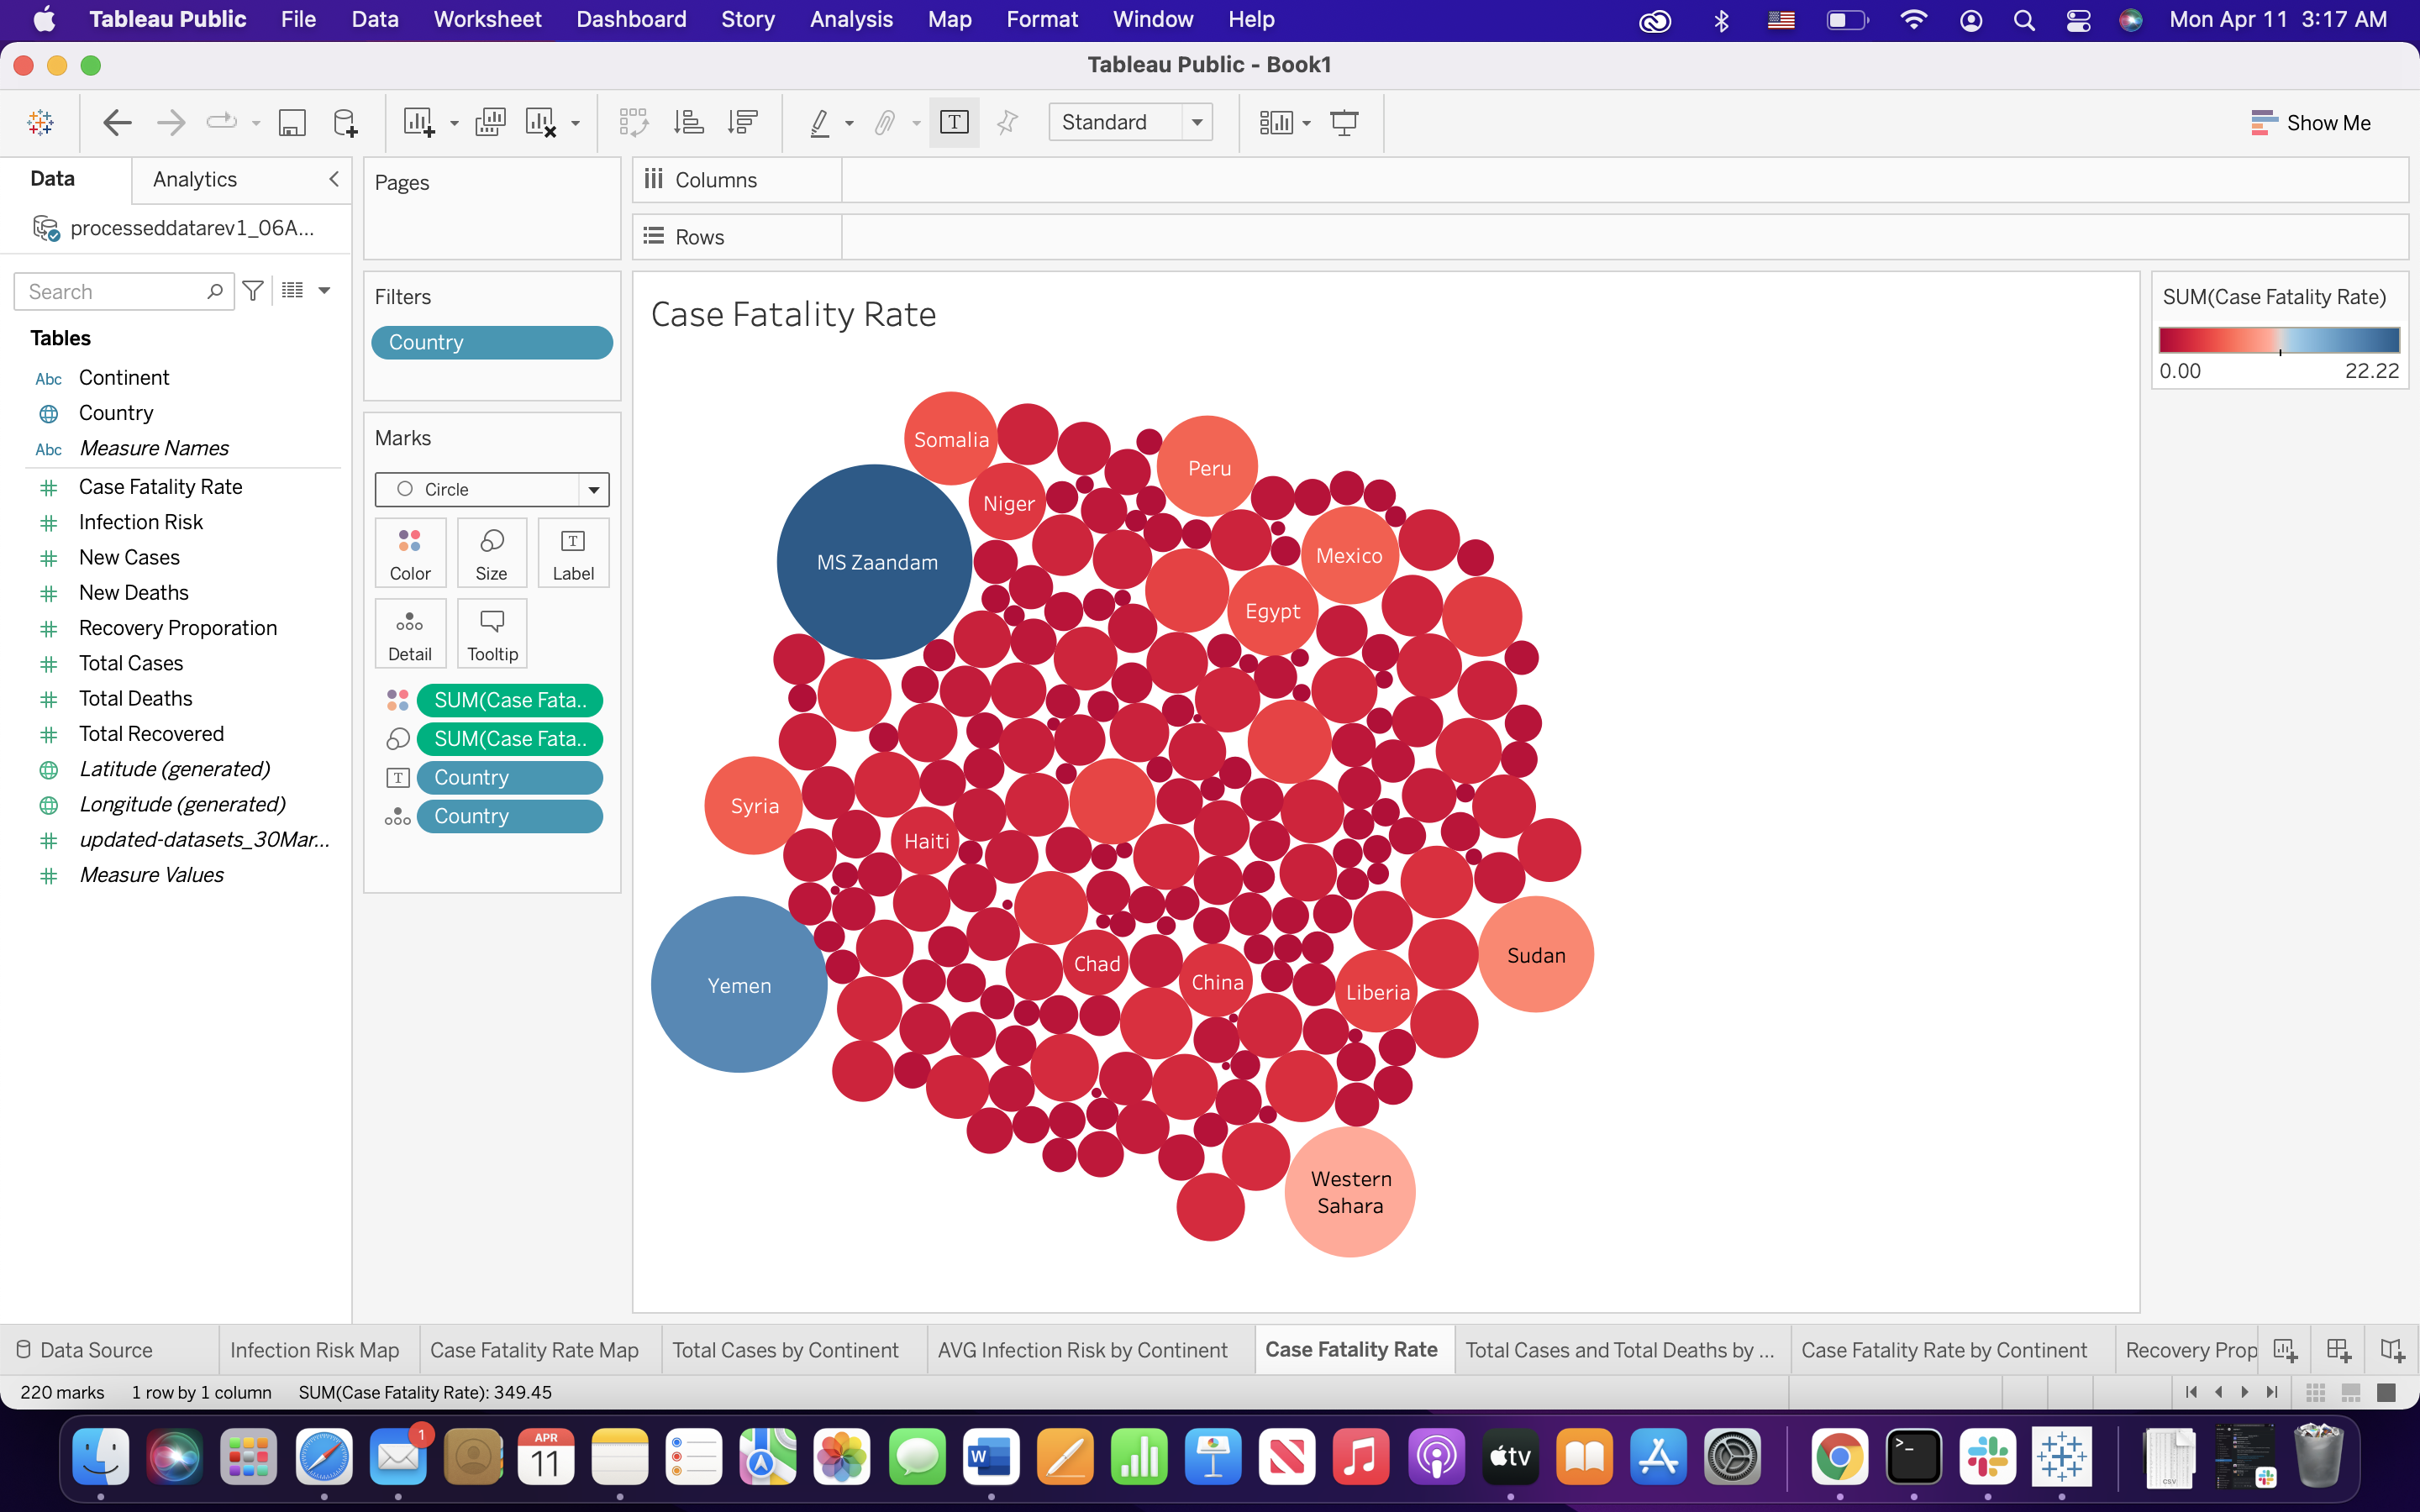 Tableau Public File Data Worksheet Dashboard Story Analysis Map Format Window Help Mon Apr 11 3:17 AM
Tableau Public - Book1
T Standard Show Me
Data Analytics Pages Columns
processeddatarev1_06A...
Rows
Search
Filters
Country
Tables
Abc Continent
Country
Abc Measure Names
Case Fatality Rate
Infection Risk
New Cases
New Deaths
Recovery Proporation
Total Cases
Total Deaths
Total Recovered
Latitude (generated)
Longitude (generated)
updated-datasets_30Mar...
Measure Values
Marks
Circle
Color Size T Label
Detail Tooltip
SUM(Case Fata..
SUM(Case Fata..
T Country
Country
Case Fatality Rate
Somalia
Peru
Niger
Mexico
MS Zaandam
Egypt
Syria
Haiti
Sudan
Chad
China
Yemen
Liberia
Western
Sahara
SUM(Case Fatality Rate)
0.00 22.22
Data Source Infection Risk Map Case Fatality Rate Map Total Cases by Continent AVG Infection Risk by Continent Case Fatality Rate Total Cases and Total Deaths by ... Case Fatality Rate by Continent Recovery Prop
220 marks 1 row by 1 column SUM(Case Fatality Rate): 349.45
1
APR
11
W
tv
>_
CSV